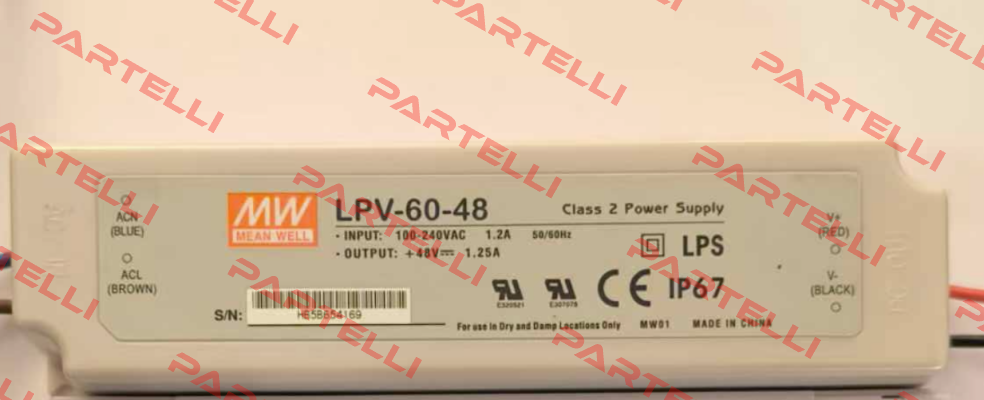 PARTELLI
PARTELLI
PARTELLI
PARTELLI
PARTELLI
PARTELLI
ACN
(BLUE)
ACL
(BROWN)
MW
MEAN WELL
LPV-60-48
Class 2 Power Supply
- INPUT: 100-240VAC 1.2A 50/60Hz
- OUTPUT: +48V 1.25A
LPS
CE IP67
S/N:
For use in Dry and Damp Locations Only MW01 MADE IN CHINA
V+
(RED)
V-
(BLACK)
PARTELLI
PARTELLI
PARTELLI
PARTELLI